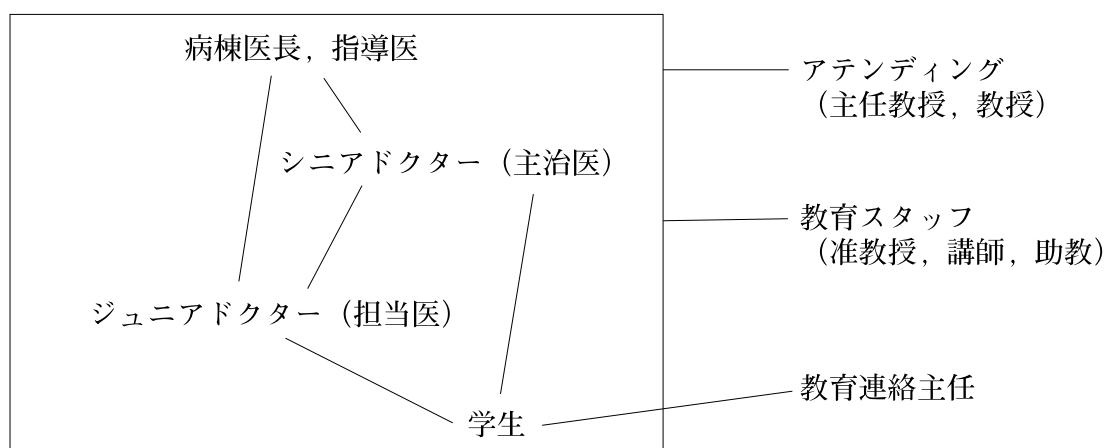 病棟医長，指導医
アテンディング
（主任教授，教授）
シニアドクター（主治医）
教育スタッフ
（准教授，講師，助教）
ジュニアドクター（担当医）
教育連絡主任
学生